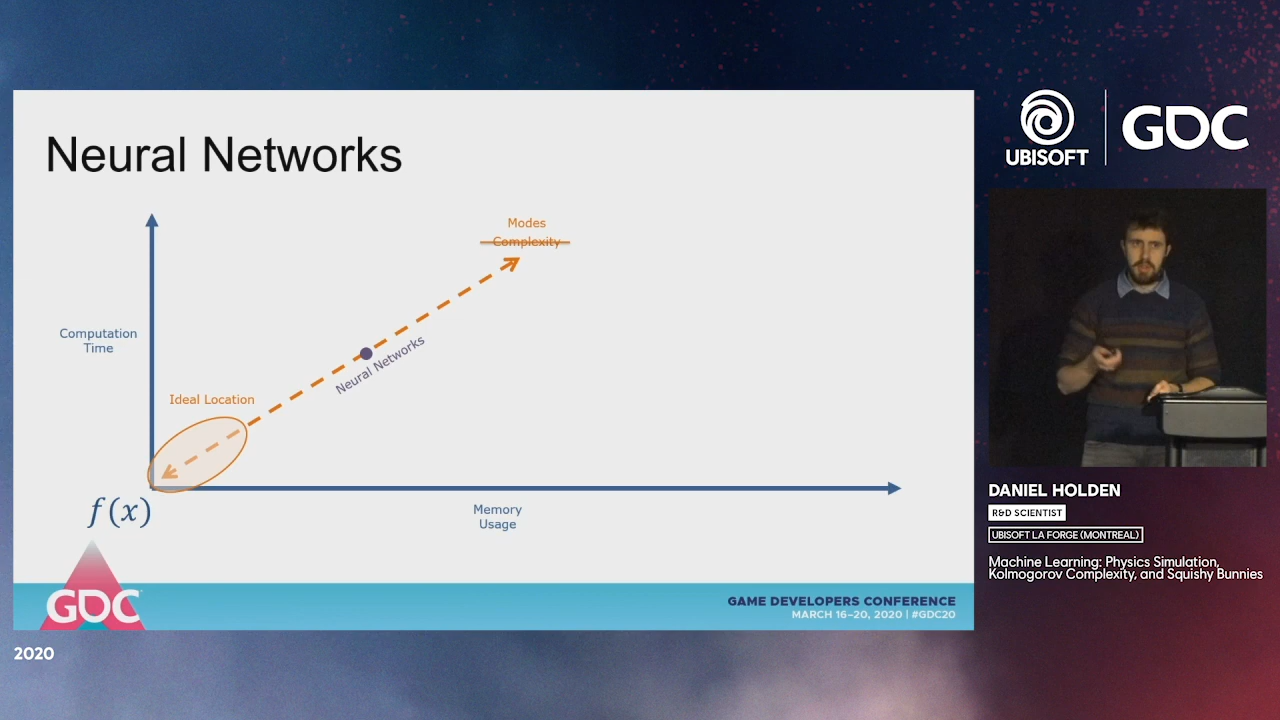 Neural Networks
Modes
Complexity
Computation
Time
Neural Networks
Ideal Location
f(x)
Memory
Usage
GDC
GAME DEVELOPERS CONFERENCE
MARCH 16–20, 2020 | #GDC20
2020
UBISOFT
GDC
DANIEL HOLDEN
R&D SCIENTIST
UBISOFT LA FORGE (MONTREAL)
Machine Learning: Physics Simulation,
Kolmogorov Complexity, and Squishy Bunnies